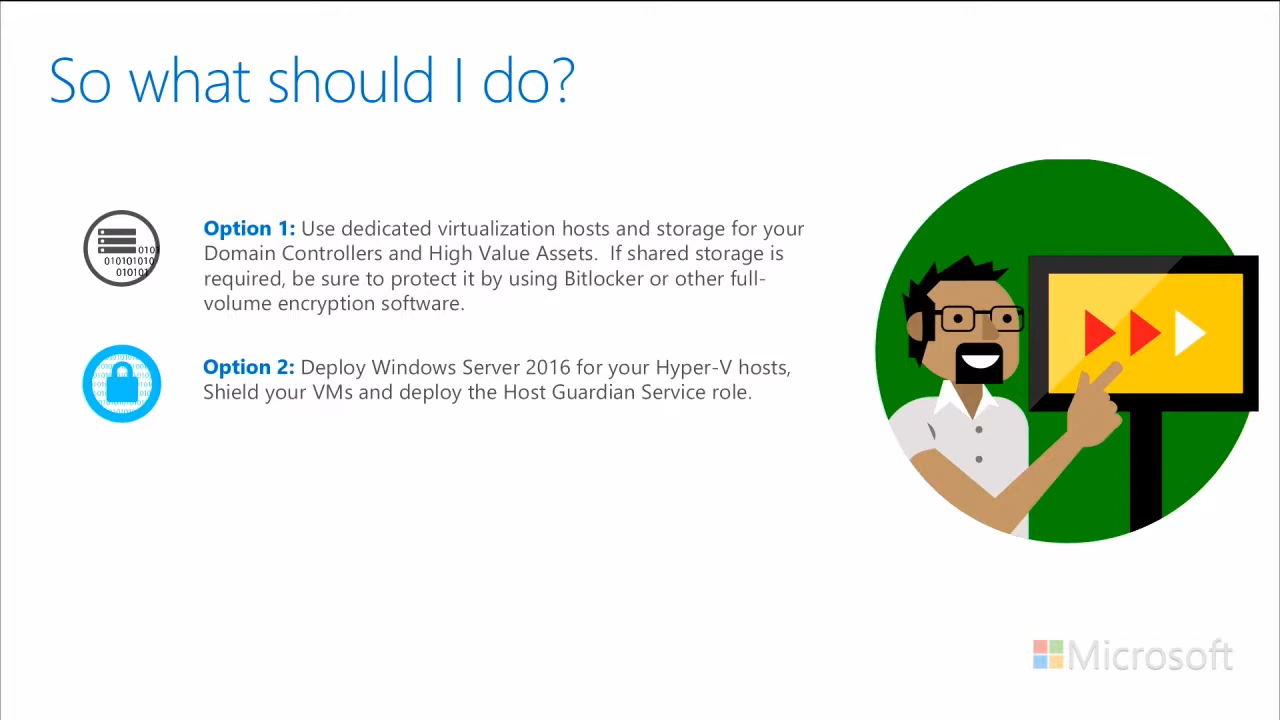 So what should I do?
Option 1: Use dedicated virtualization hosts and storage for your
Domain Controllers and High Value Assets.  If shared storage is
required, be sure to protect it by using Bitlocker or other full-
volume encryption software.
0101
01010101010
010101
Option 2: Deploy Windows Server 2016 for your Hyper-V hosts,
Shield your VMs and deploy the Host Guardian Service role.
Microsoft